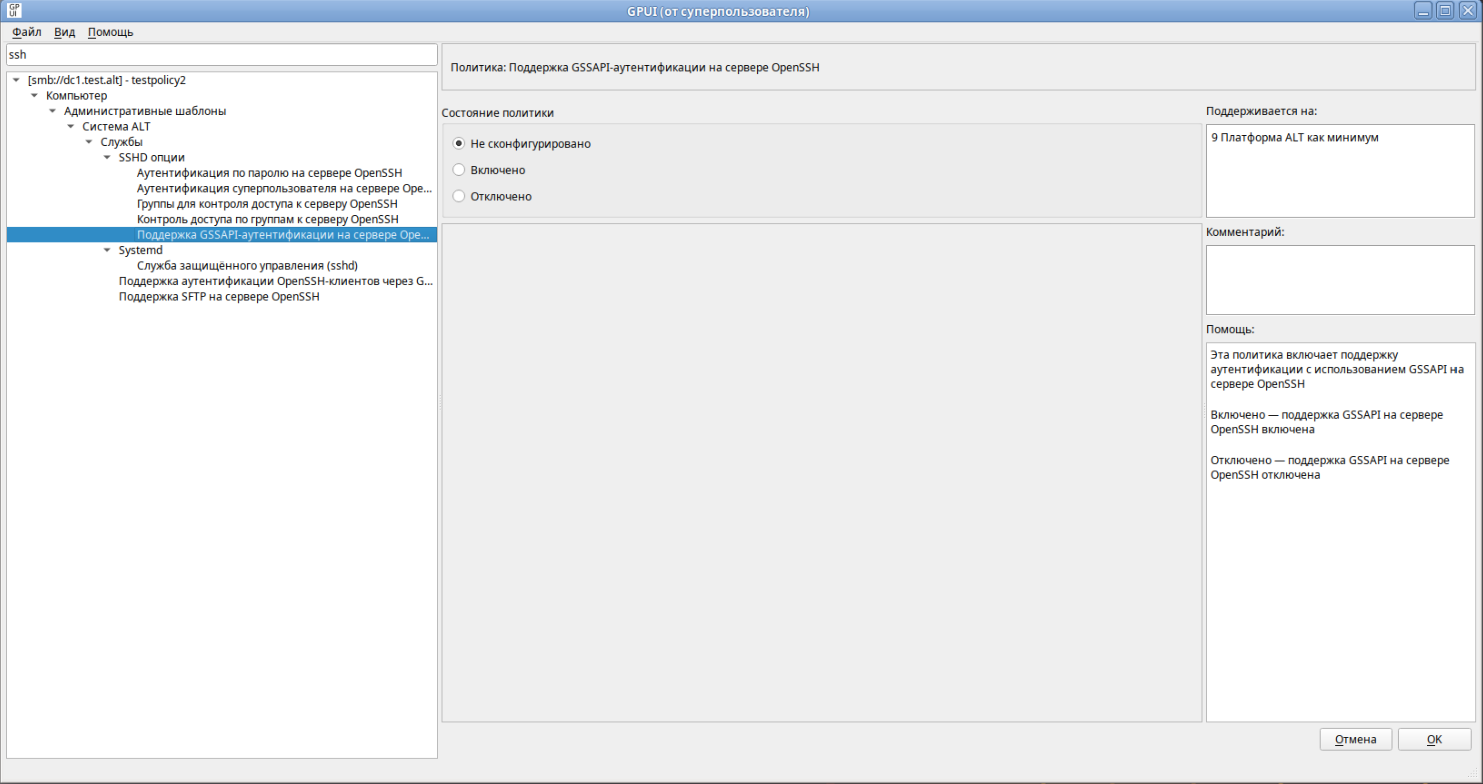 GPUI (от суперпользователя)
GP
UI
Файл Вид Помощь
ssh
[smb://dc1.test.alt] - testpolicy2
Компьютер
Административные шаблоны
Система ALT
Службы
SSHD опции
Аутентификация по паролю на сервере OpenSSH
Аутентификация суперпользователя на сервере Ope...
Группы для контроля доступа к серверу OpenSSH
Контроль доступа по группам к серверу OpenSSH
Поддержка GSSAPI-аутентификации на сервере Ope...
Systemd
Служба защищённого управления (sshd)
Поддержка аутентификации OpenSSH-клиентов через G...
Поддержка SFTP на сервере OpenSSH
Политика: Поддержка GSSAPI-аутентификации на сервере OpenSSH
Состояние политики
Не сконфигурировано
Включено
Отключено
Поддерживается на:
9 Платформа ALT как минимум
Комментарий:
Помощь:
Эта политика включает поддержку
аутентификации с использованием GSSAPI на
сервере OpenSSH
Включено — поддержка GSSAPI на сервере
OpenSSH включена
Отключено — поддержка GSSAPI на сервере
OpenSSH отключена
Отмена OK